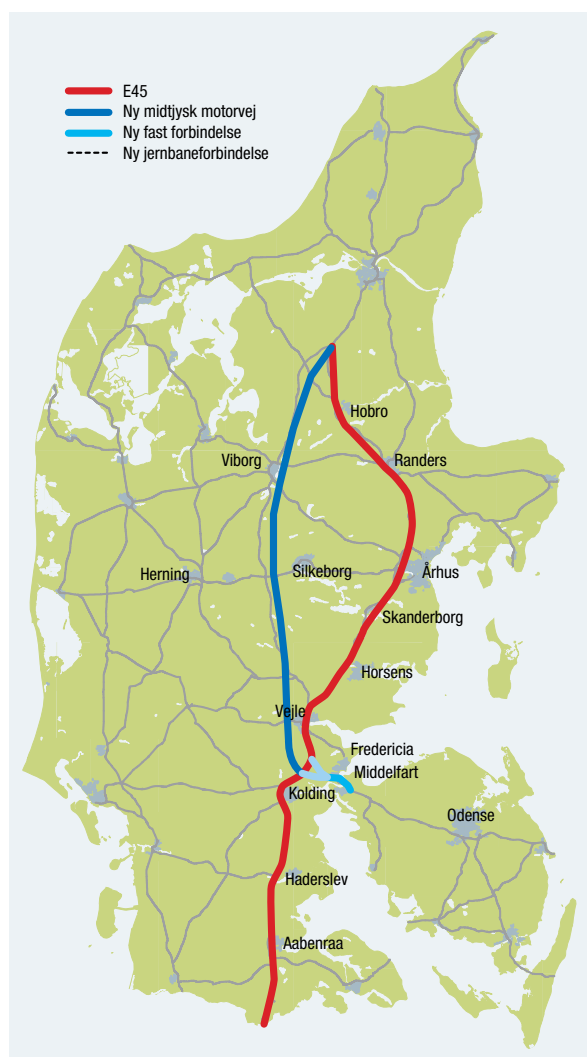 E45
Ny midtjysk motorvej
Ny fast forbindelse
Ny jernbaneforbindelse
Hobro
Viborg
Randers
Herning
Silkeborg
Århus
Skanderborg
Horsens
Vejle
Fredericia
Middelfart
Kolding
Odense
Haderslev
Aabenraa